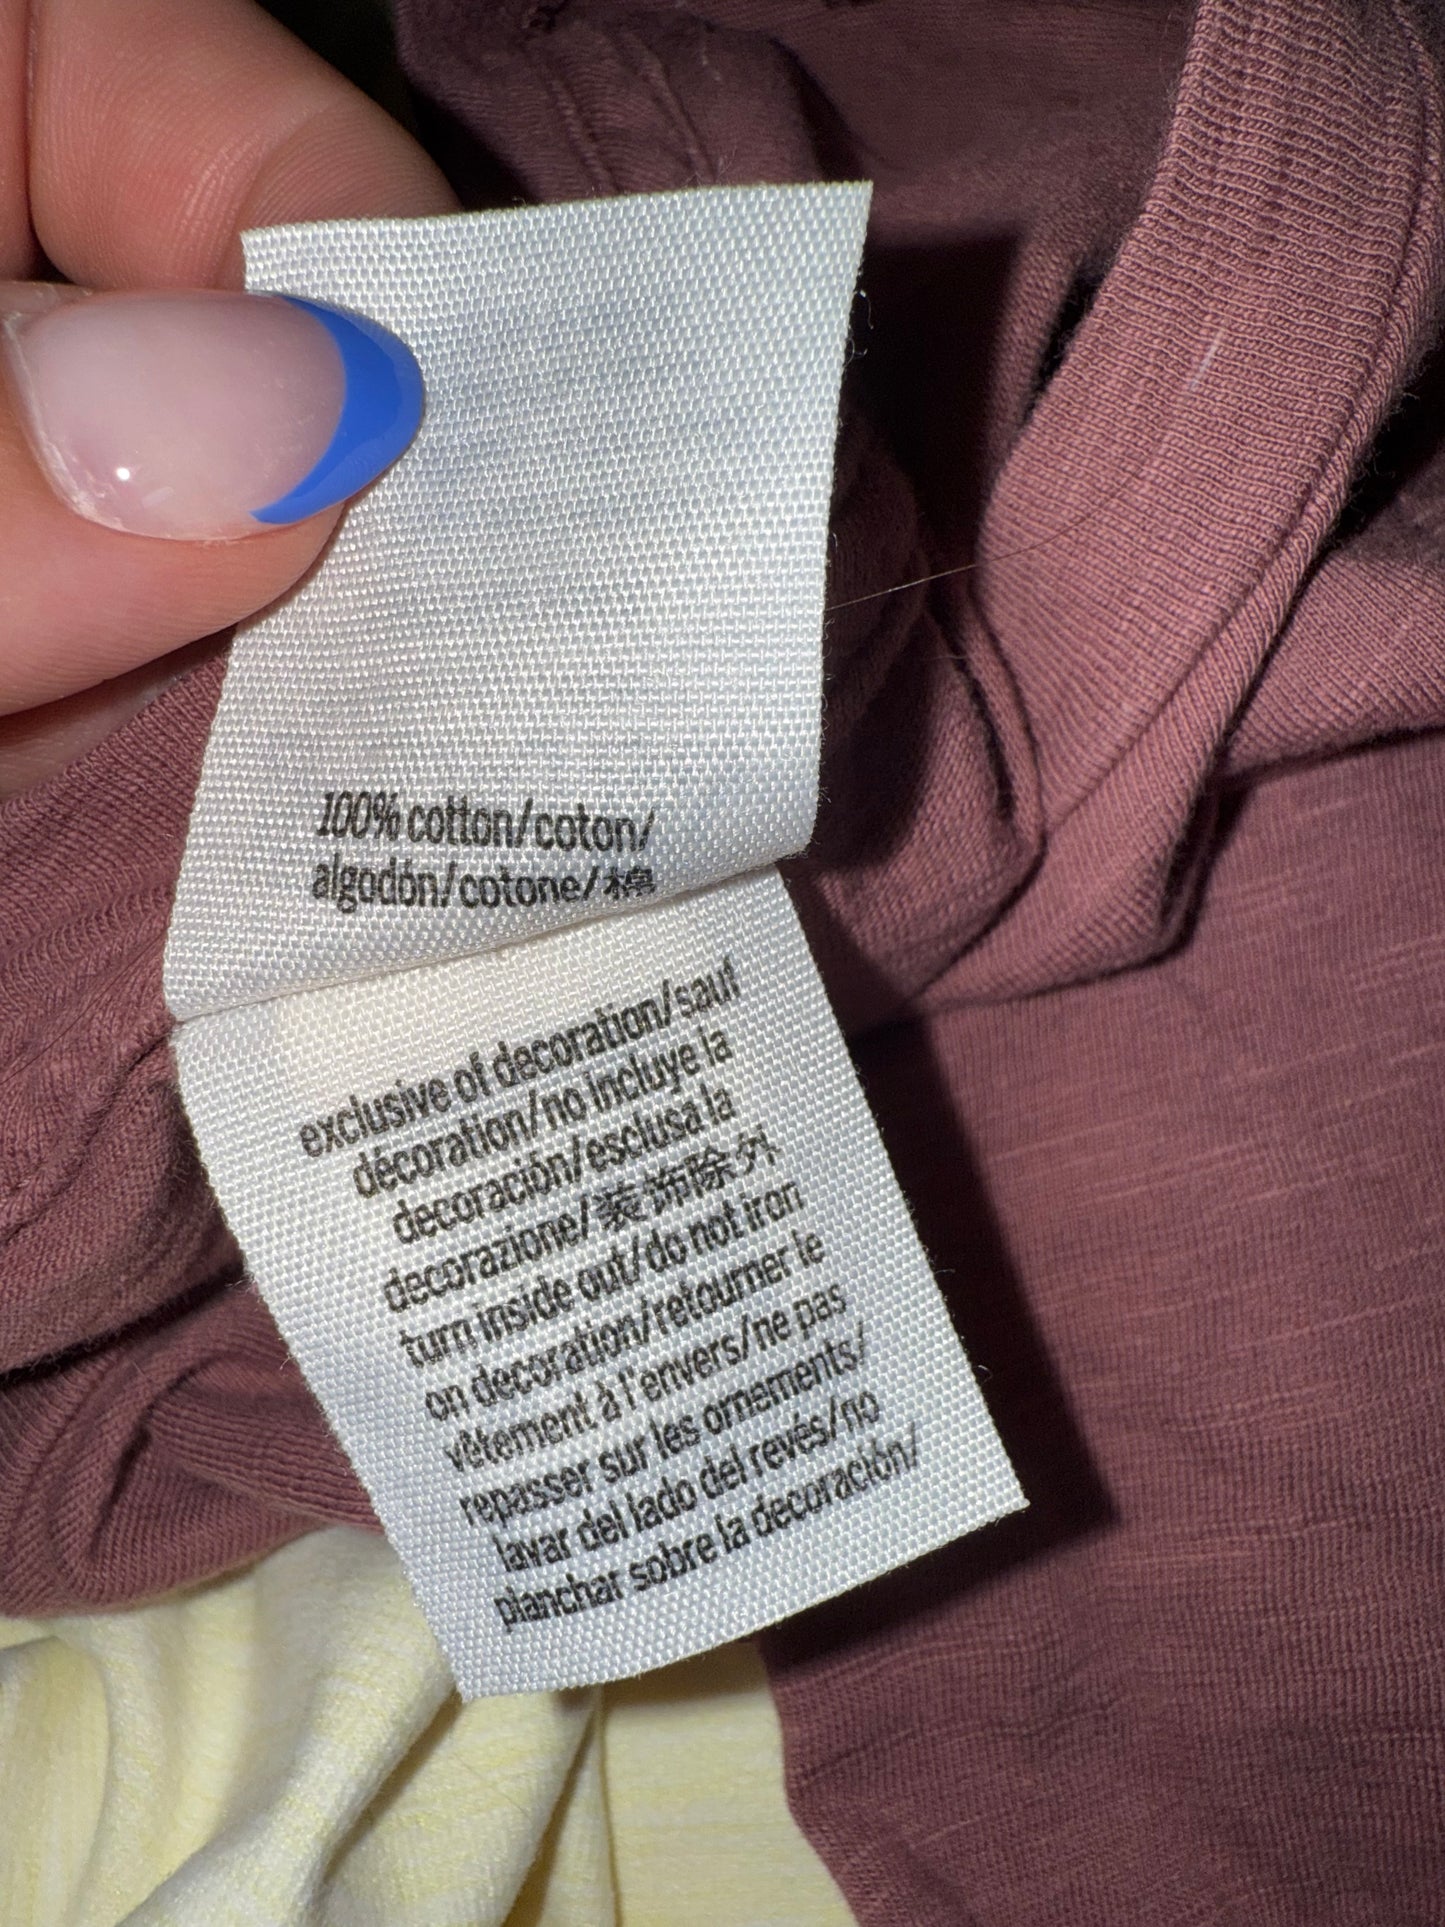 100% cotton/coton/
algodón/cotone/棉
exclusive of decoration/sauf
décoration/no incluye la
decoración/esclusa la
decorazione/装饰除外
turn inside out/do not iron
on decoration/retourner le
vêtement à l'envers/ne pas
repasser sur les ornements/
lavar del lado del revés/no
planchar sobre la decoración/